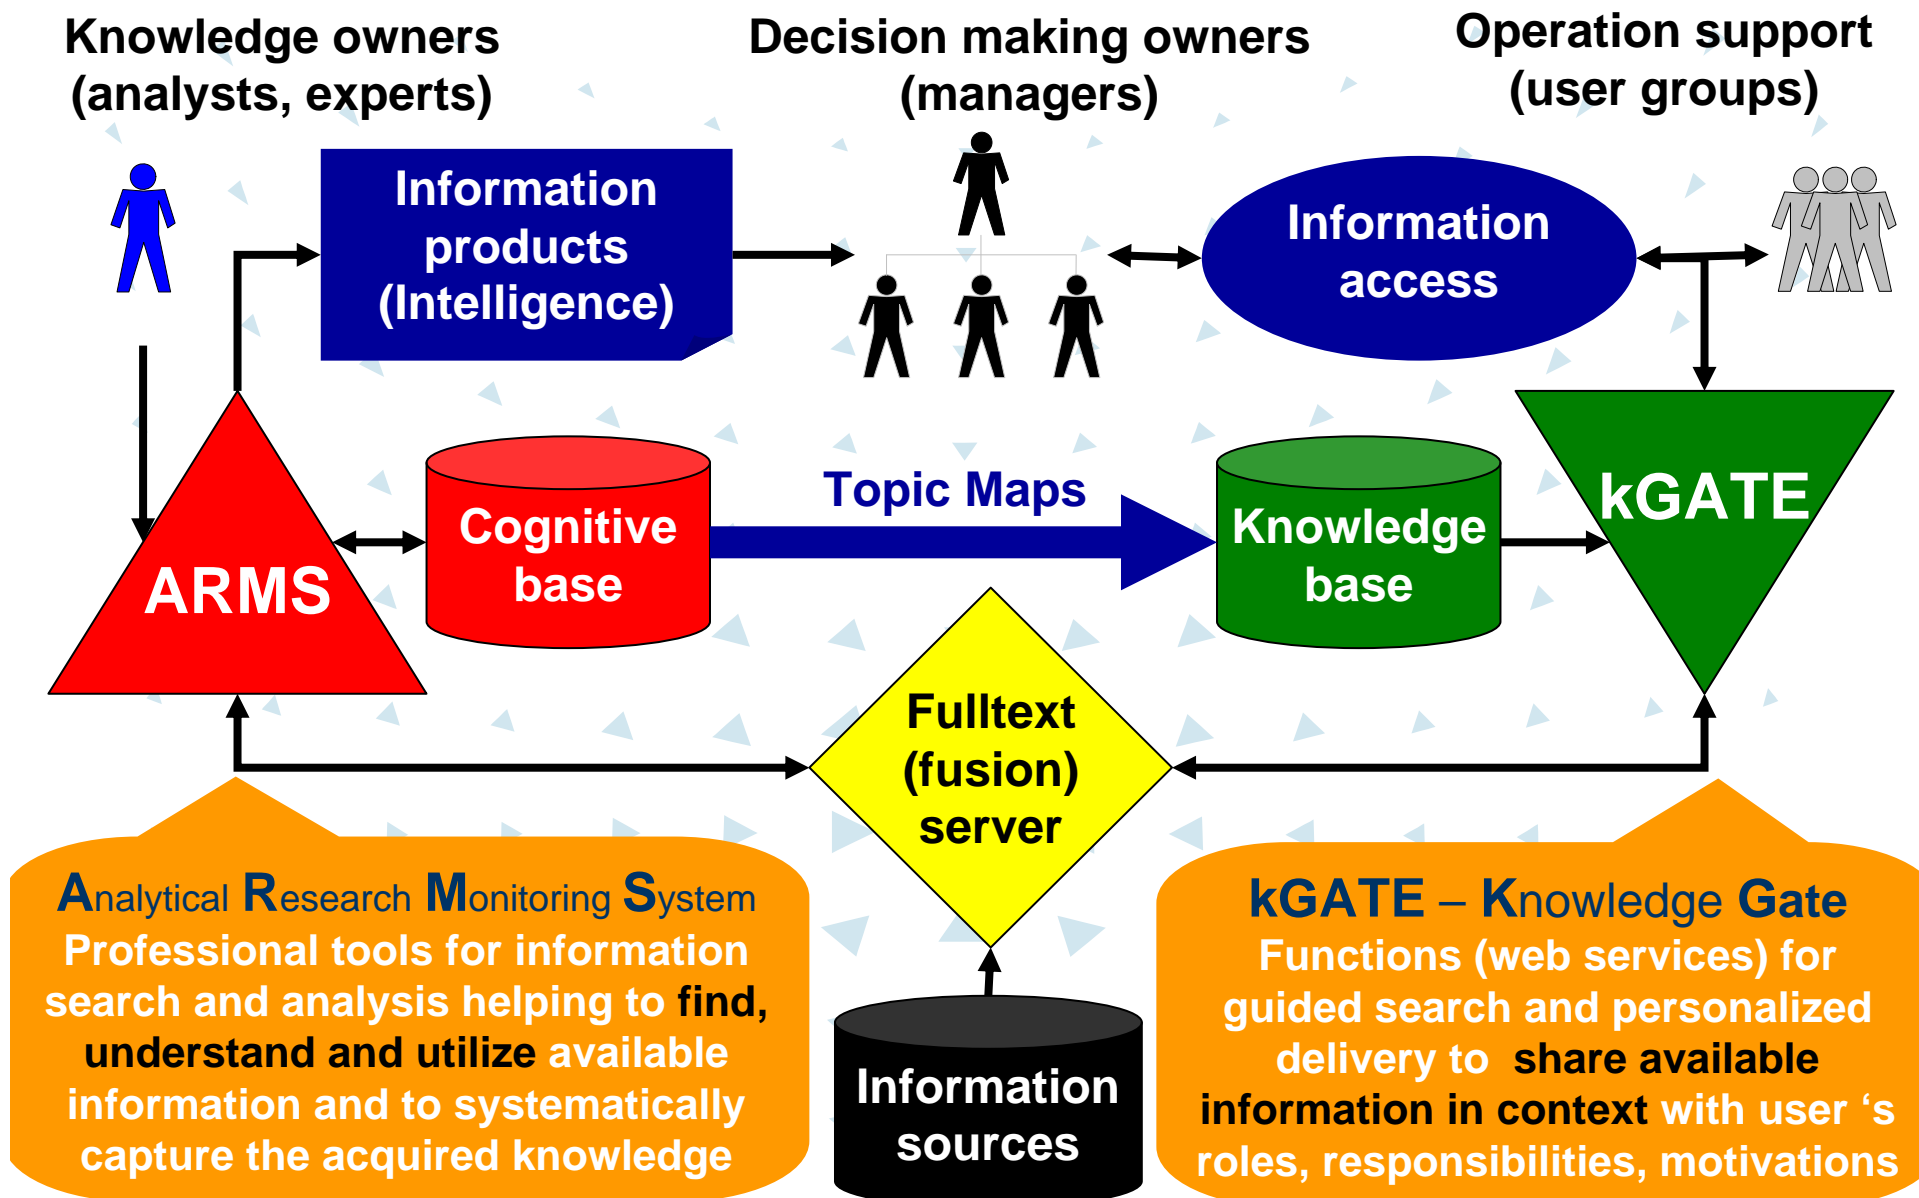 Knowledge owners
(analysts, experts)
Decision making owners
(managers)
Operation support
(user groups)
Information
products
(Intelligence)
Information
access
ARMS
Cognitive
base
Topic Maps
Knowledge
base
kGATE
Fulltext
(fusion)
server
Information
sources
Analytical Research Monitoring System
Professional tools for information
search and analysis helping to find,
understand and utilize available
information and to systematically
capture the acquired knowledge
kGATE – Knowledge Gate
Functions (web services) for
guided search and personalized
delivery to  share available
information in context with user ‘s
roles, responsibilities, motivations